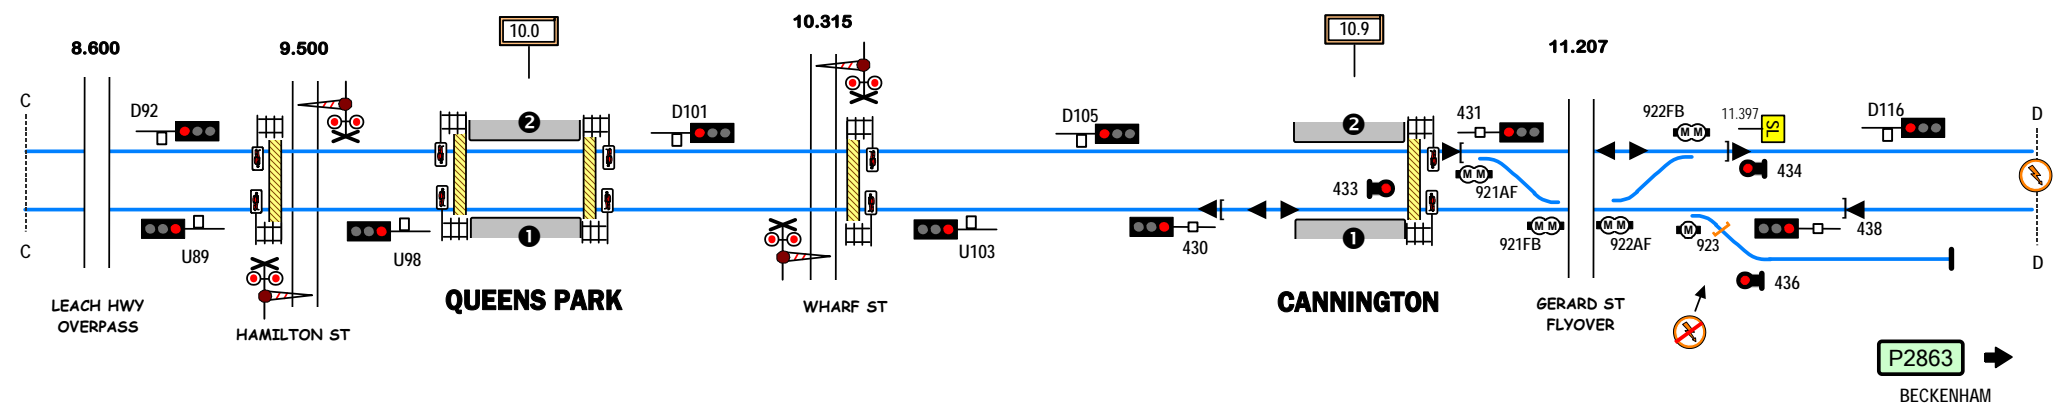 8.600
9.500
10.0
10.315
10.9
11.207
C
D92
D101
D105
431
922FB
11.397
SL
D116
D
M M
M M
921AF
433
434
2
2
U89
U98
1
U103
430
1
921FB
M M
M M
922AF
M
923
438
436
C
D
LEACH HWY
OVERPASS
HAMILTON ST
QUEENS PARK
WHARF ST
CANNINGTON
GERARD ST
FLYOVER
P2863
BECKENHAM